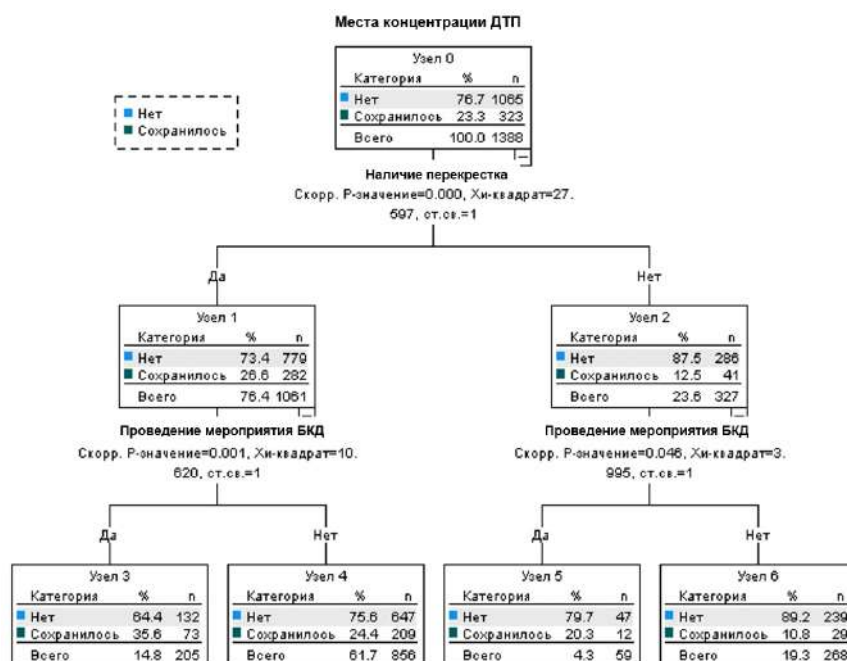 Места концентрации ДТП
Узел 0
Категория % n
Нет 76.7 1065
Сохранилось 23.3 323
Всего 100.0 1388
Нет
Сохранилось
Наличие перекрестка
Скорр. Р-значение=0.000, Хи-квадрат=27.
597, ст.св.=1
Да
Нет
Узел 1
Категория % n
Нет 73.4 779
Сохранилось 26.6 282
Всего 76.4 1061
Узел 2
Категория % n
Нет 87.5 286
Сохранилось 12.5 41
Всего 23.6 327
Проведение мероприятия БКД
Скорр. Р-значение=0.001, Хи-квадрат=10.
620, ст.св.=1
Проведение мероприятия БКД
Скорр. Р-значение=0.046, Хи-квадрат=3.
995, ст.св.=1
Да
Нет
Да
Нет
Узел 3
Категория % n
Нет 64.4 132
Сохранилось 35.6 73
Всего 14.8 205
Узел 4
Категория % n
Нет 75.6 647
Сохранилось 24.4 209
Всего 61.7 856
Узел 5
Категория % n
Нет 79.7 47
Сохранилось 20.3 12
Всего 4.3 59
Узел 6
Категория % n
Нет 89.2 239
Сохранилось 10.8 29
Всего 19.3 268